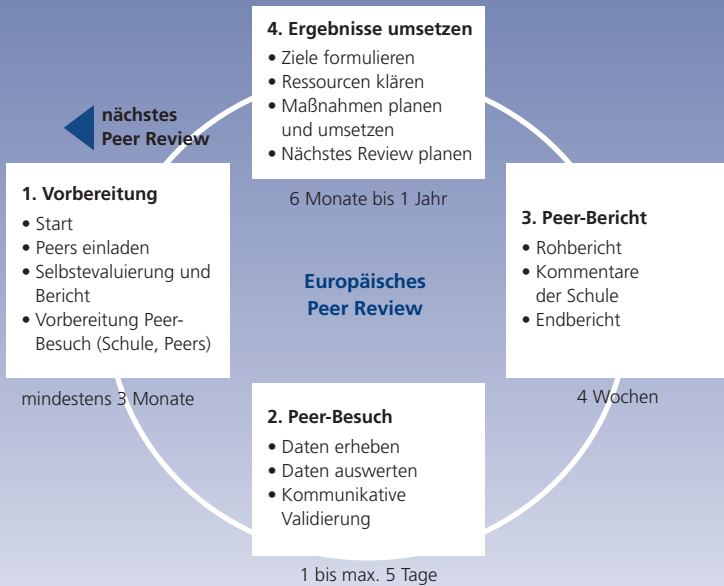 4. Ergebnisse umsetzen
• Ziele formulieren
• Ressourcen klären
• Maßnahmen planen
und umsetzen
• Nächstes Review planen
6 Monate bis 1 Jahr
nächstes
Peer Review
1. Vorbereitung
• Start
• Peers einladen
• Selbstevaluierung und
Bericht
• Vorbereitung Peer-
Besuch (Schule, Peers)
mindestens 3 Monate
Europäisches
Peer Review
3. Peer-Bericht
• Rohbericht
• Kommentare
der Schule
• Endbericht
4 Wochen
2. Peer-Besuch
• Daten erheben
• Daten auswerten
• Kommunikative
Validierung
1 bis max. 5 Tage